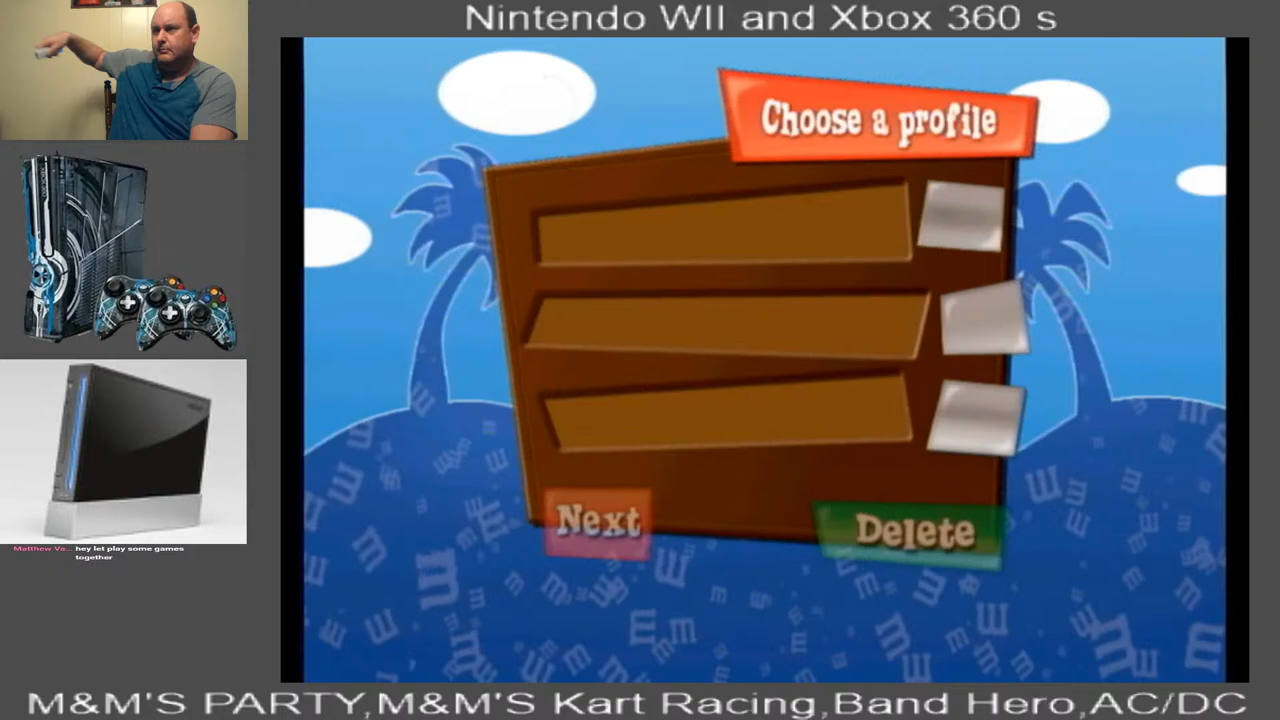 Nintendo WII and Xbox 360 s
Choose a profile
Next
Delete
Matthew Va... hey let play some games
together
M&M'S PARTY,M&M'S Kart Racing,Band Hero,AC/DC